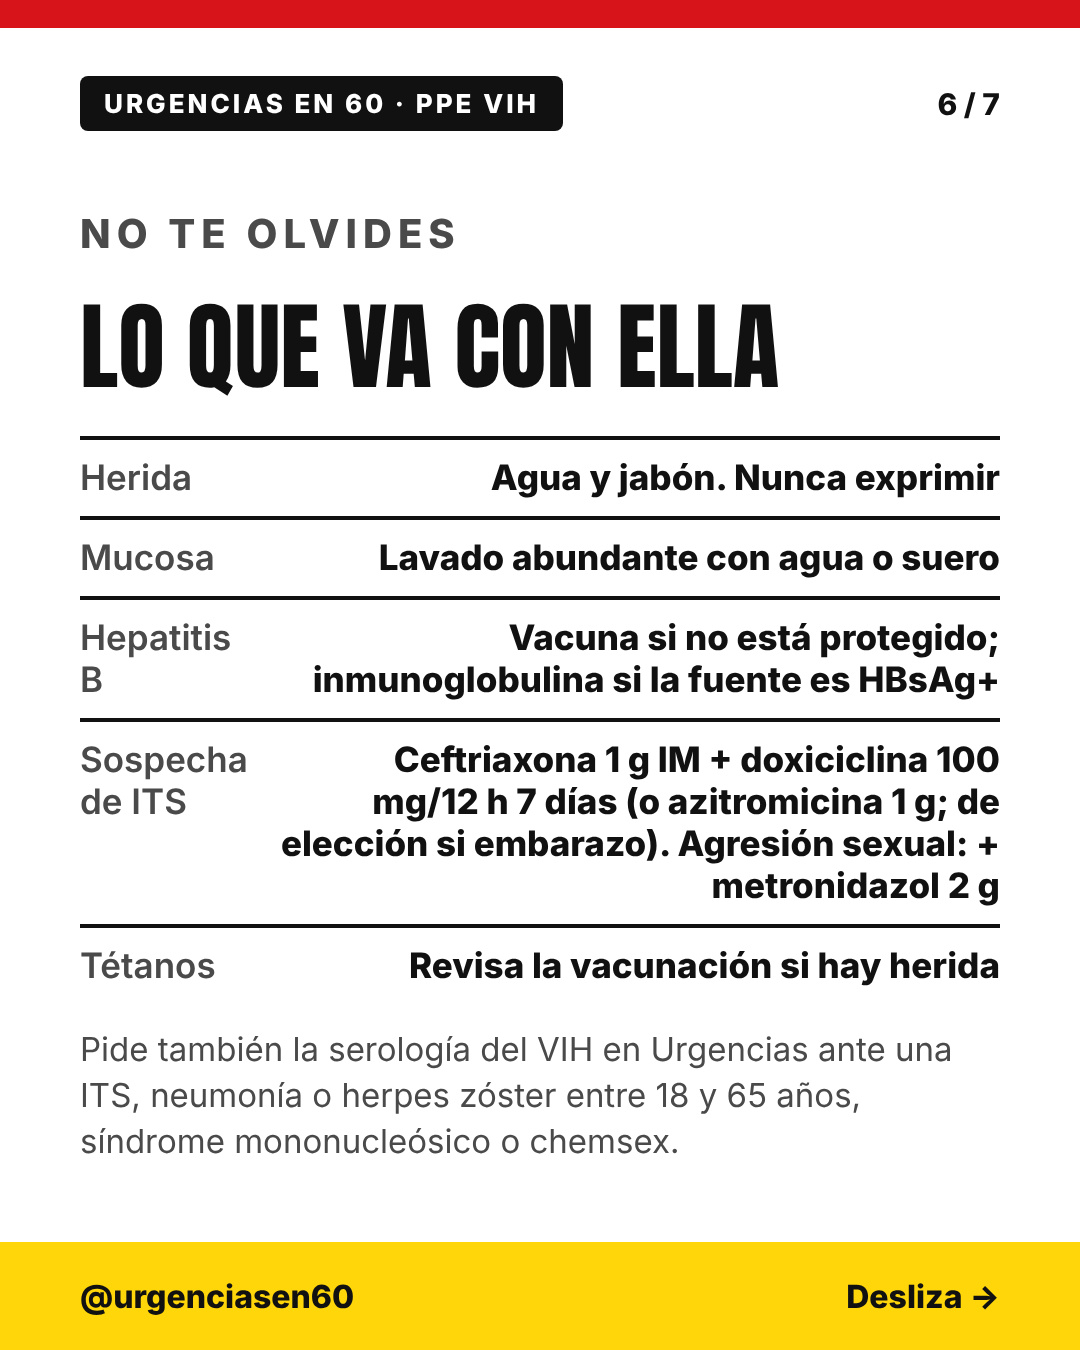 URGENCIAS EN 60 · PPE VIH
6 / 7
NO TE OLVIDES
LO QUE VA CON ELLA
Herida
Agua y jabón. Nunca exprimir
Mucosa
Lavado abundante con agua o suero
Hepatitis
B
Vacuna si no está protegido;
inmunoglobulina si la fuente es HBsAg+
Sospecha
de ITS
Ceftriaxona 1 g IM + doxiciclina 100
mg/12 h 7 días (o azitromicina 1 g; de
elección si embarazo). Agresión sexual: +
metronidazol 2 g
Tétanos
Revisa la vacunación si hay herida
Pide también la serología del VIH en Urgencias ante una
ITS, neumonía o herpes zóster entre 18 y 65 años,
síndrome mononucleósico o chemsex.
@urgenciasen60
Desliza →